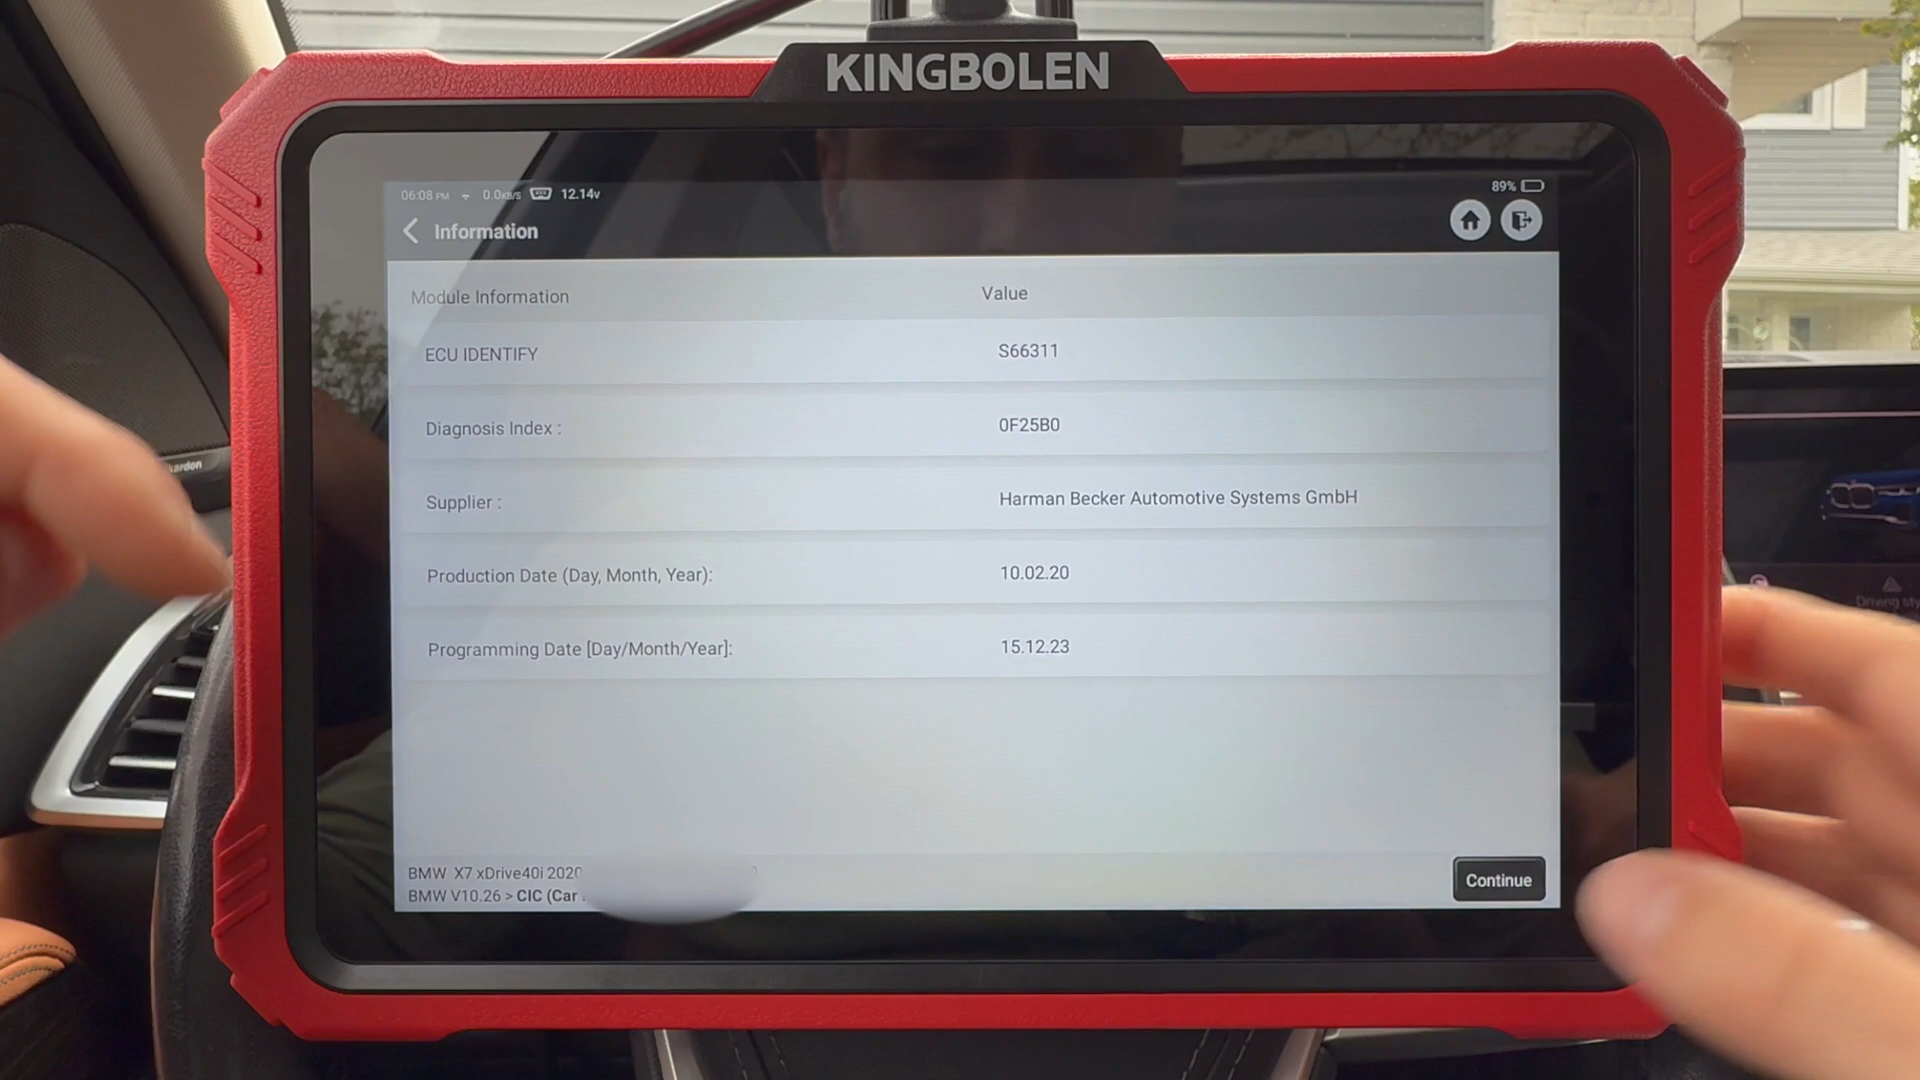 KINGBOLEN
06:08 PM 0.0KB/S 12.14v 89%
Information
Module Information Value
ECU IDENTIFY S66311
Diagnosis Index : 0F25B0
Supplier : Harman Becker Automotive Systems GmbH
Production Date (Day, Month, Year): 10.02.20
Programming Date [Day/Month/Year]: 15.12.23
BMW X7 xDrive40i 2020
BMW V10.26 > CIC (Car
Continue
kardon
Driving